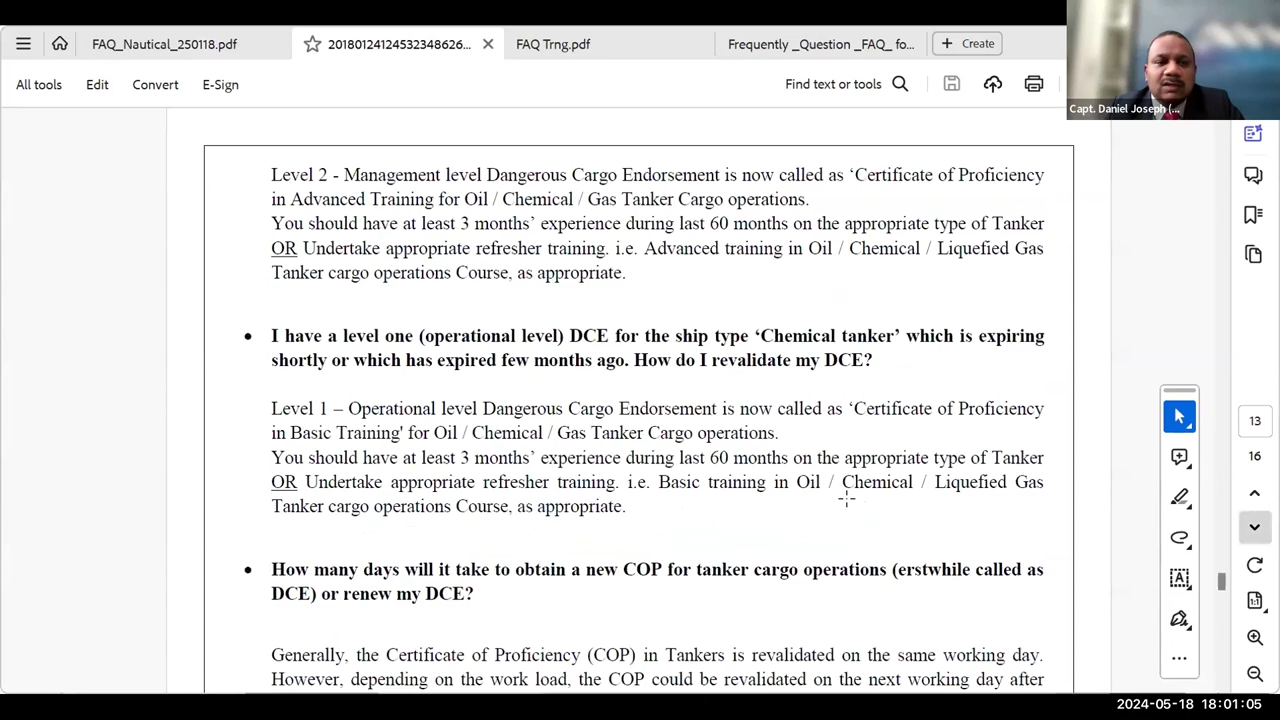 FAQ_Nautical_250118.pdf
20180124124532348626...
FAQ Trng.pdf
Frequently _Question _FAQ_ fo...
+ Create
All tools
Edit
Convert
E-Sign
Find text or tools
Capt. Daniel Joseph (...
Level 2 - Management level Dangerous Cargo Endorsement is now called as ‘Certificate of Proficiency
in Advanced Training for Oil / Chemical / Gas Tanker Cargo operations.
You should have at least 3 months’ experience during last 60 months on the appropriate type of Tanker
OR Undertake appropriate refresher training. i.e. Advanced training in Oil / Chemical / Liquefied Gas
Tanker cargo operations Course, as appropriate.
• I have a level one (operational level) DCE for the ship type ‘Chemical tanker’ which is expiring
shortly or which has expired few months ago. How do I revalidate my DCE?
Level 1 – Operational level Dangerous Cargo Endorsement is now called as ‘Certificate of Proficiency
in Basic Training' for Oil / Chemical / Gas Tanker Cargo operations.
You should have at least 3 months’ experience during last 60 months on the appropriate type of Tanker
OR Undertake appropriate refresher training. i.e. Basic training in Oil / Chemical / Liquefied Gas
Tanker cargo operations Course, as appropriate.
• How many days will it take to obtain a new COP for tanker cargo operations (erstwhile called as
DCE) or renew my DCE?
Generally, the Certificate of Proficiency (COP) in Tankers is revalidated on the same working day.
However, depending on the work load, the COP could be revalidated on the next working day after
13
16
1:1
2024-05-18 18:01:05